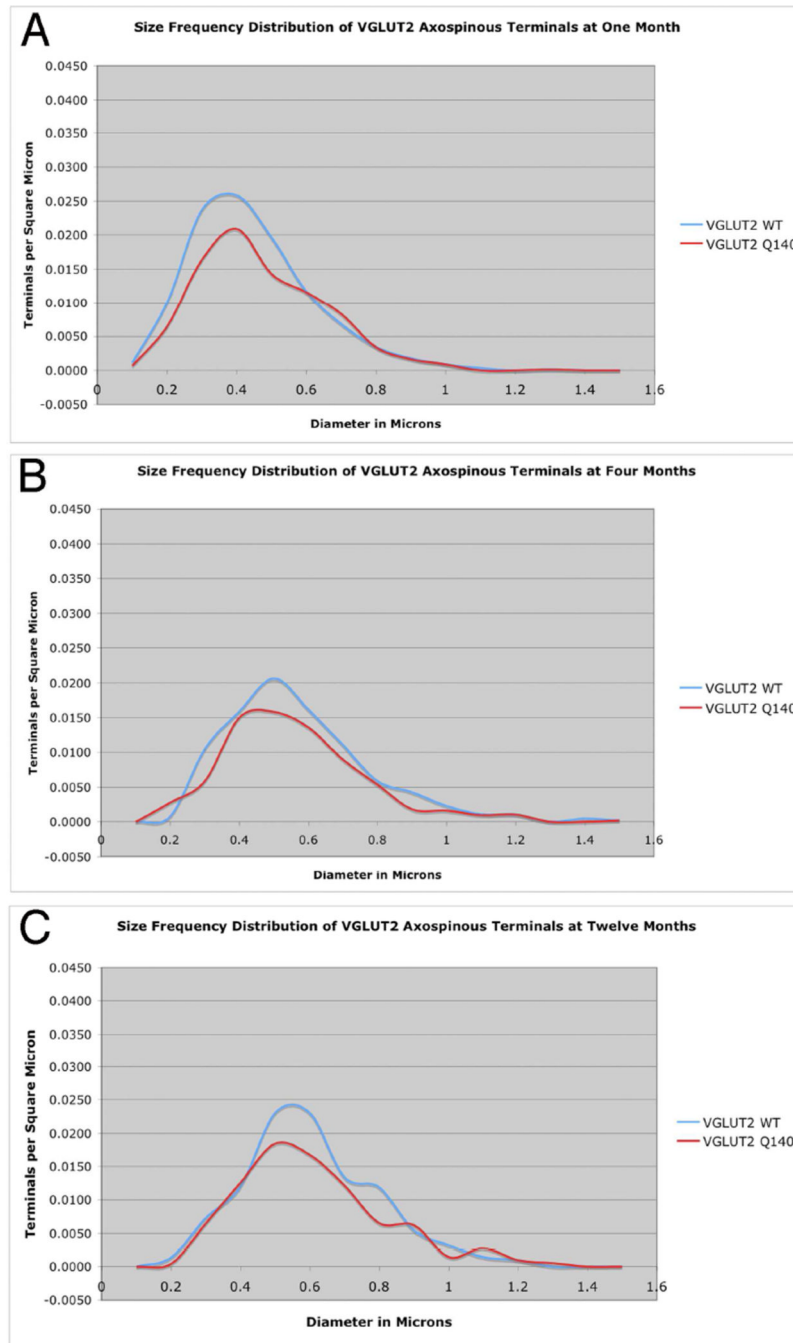 A
Size Frequency Distribution of VGLUT2 Axospinous Terminals at One Month
0.0450
0.0400
0.0350
0.0300
0.0250
0.0200
0.0150
0.0100
0.0050
0.0000
-0.0050
0 0.2 0.4 0.6 0.8 1 1.2 1.4 1.6
Terminals per Square Micron
Diameter in Microns
VGLUT2 WT
VGLUT2 Q140
B
Size Frequency Distribution of VGLUT2 Axospinous Terminals at Four Months
0.0450
0.0400
0.0350
0.0300
0.0250
0.0200
0.0150
0.0100
0.0050
0.0000
-0.0050
0 0.2 0.4 0.6 0.8 1 1.2 1.4 1.6
Terminals per Square Micron
Diameter in Microns
VGLUT2 WT
VGLUT2 Q140
C
Size Frequency Distribution of VGLUT2 Axospinous Terminals at Twelve Months
0.0450
0.0400
0.0350
0.0300
0.0250
0.0200
0.0150
0.0100
0.0050
0.0000
-0.0050
0 0.2 0.4 0.6 0.8 1 1.2 1.4 1.6
Terminals per Square Micron
Diameter in Microns
VGLUT2 WT
VGLUT2 Q140